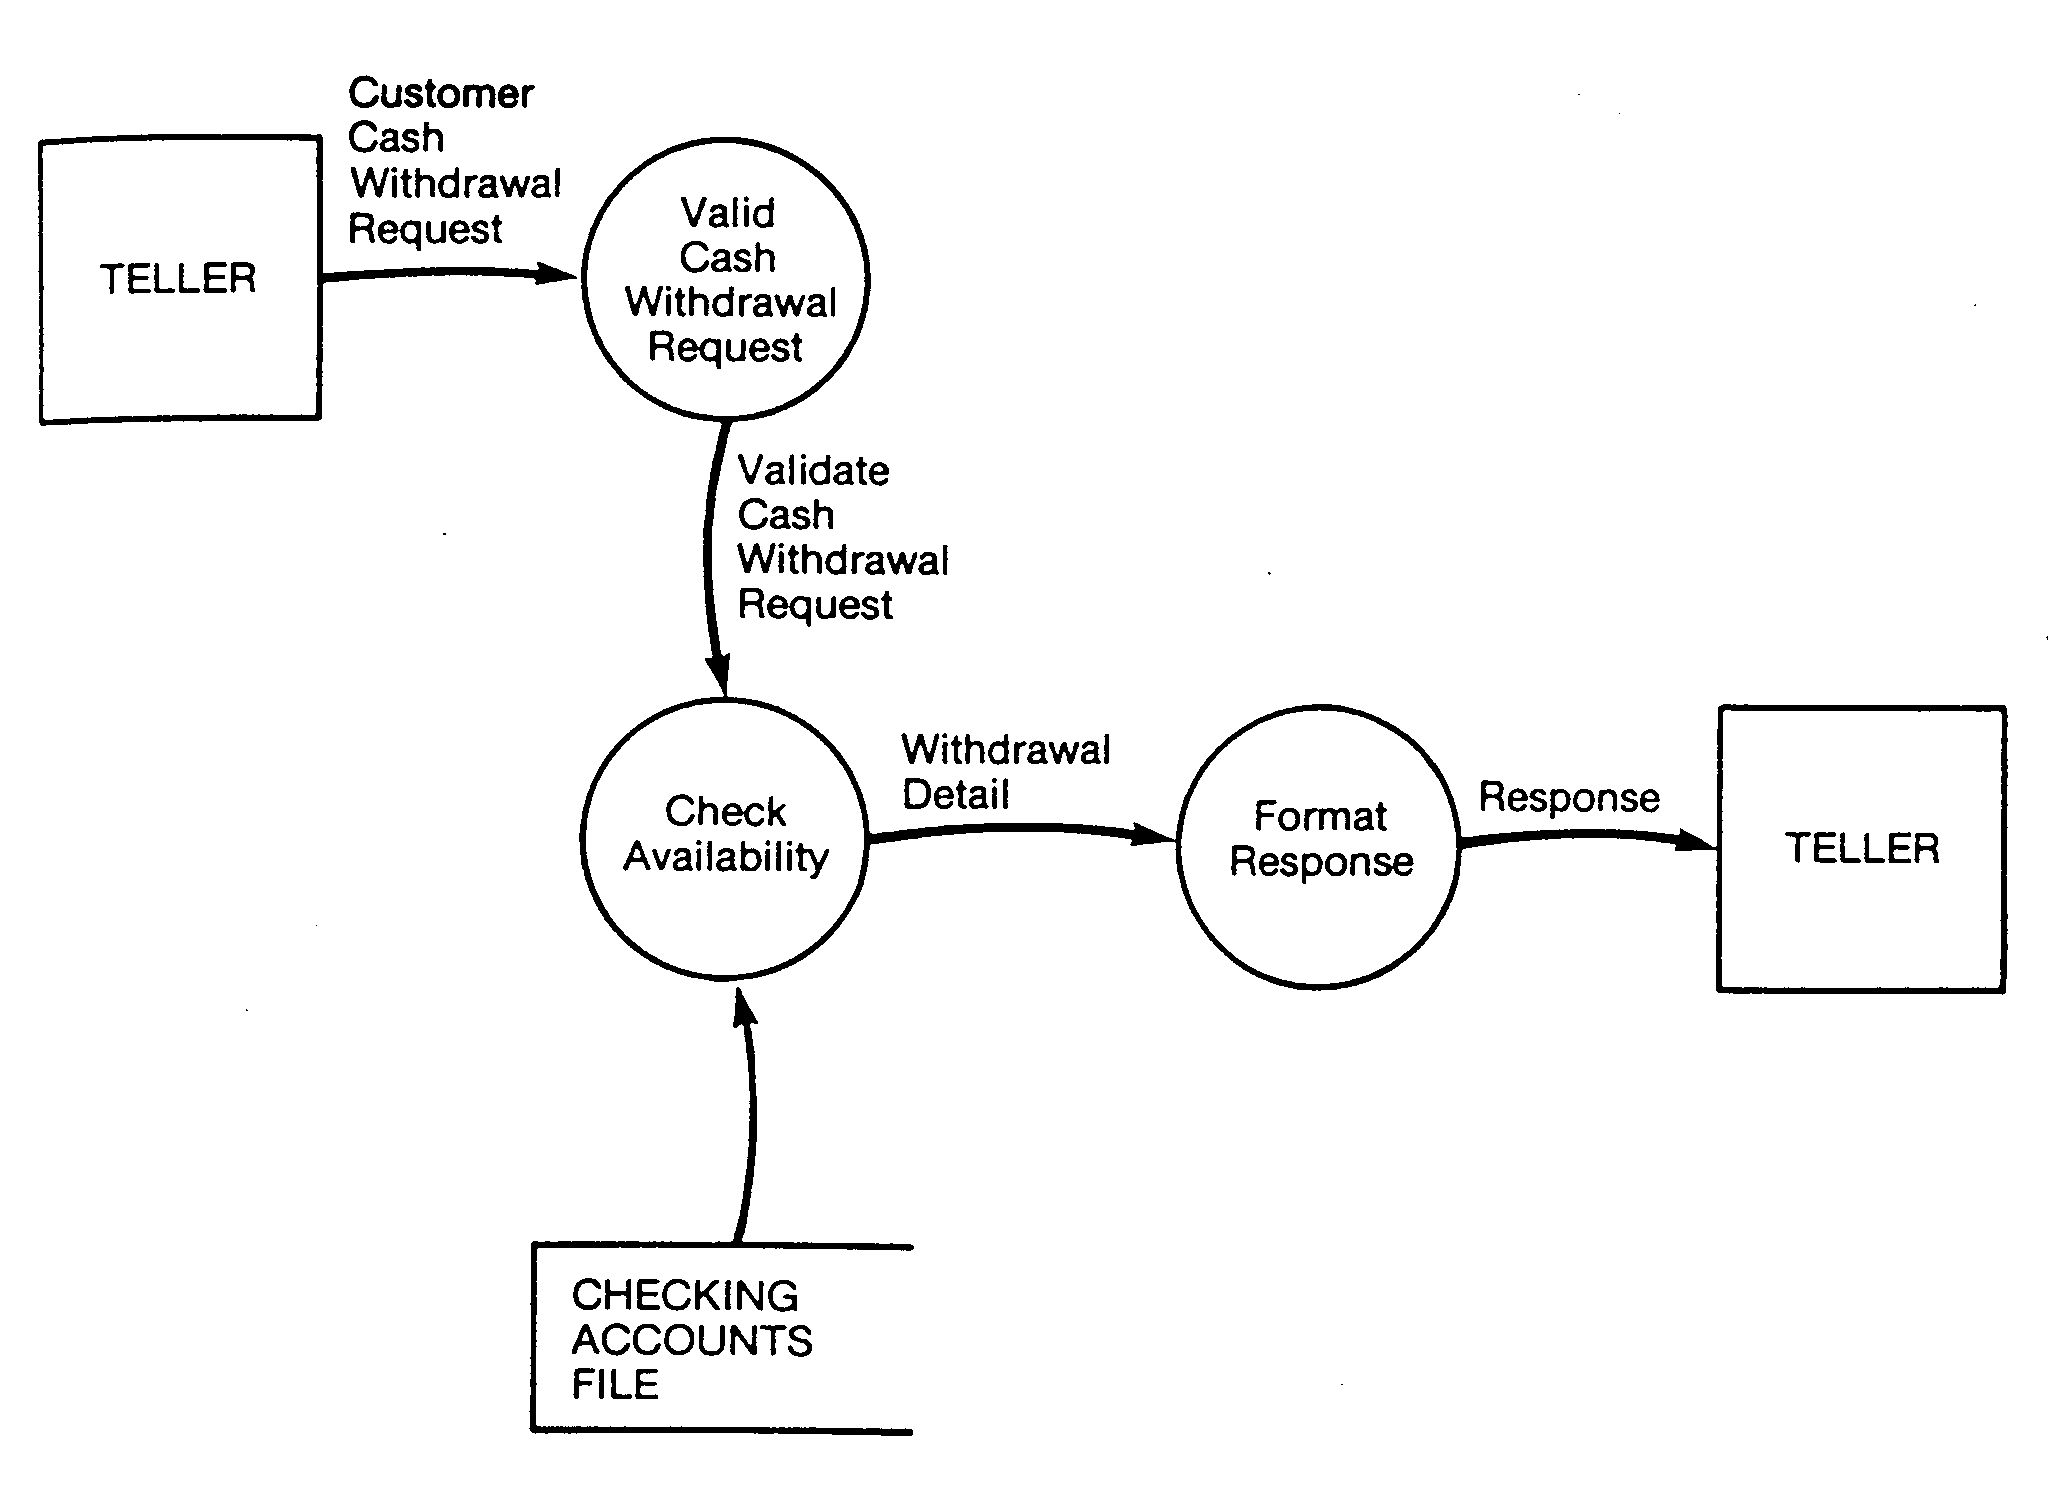 Customer
Cash
Withdrawal
Request
TELLER
Valid
Cash
Withdrawal
Request
Validate
Cash
Withdrawal
Request
Check
Availability
Withdrawal
Detail
Format
Response
Response
TELLER
CHECKING
ACCOUNTS
FILE